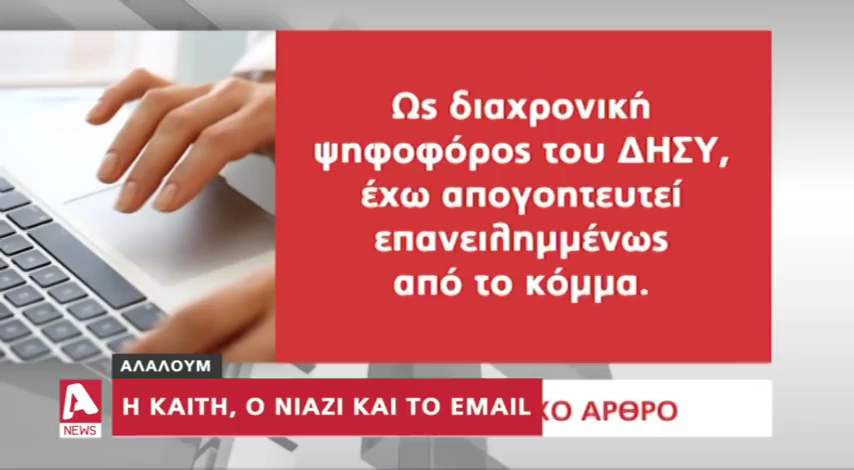 Ως διαχρονική
ψηφοφόρος του ΔΗΣΥ,
έχω απογοητευτεί
επανειλημμένως
από το κόμμα.
ΑΛΑΛΟΥΜ
Η ΚΑΙΤΗ, Ο ΝΙΑΖΙ ΚΑΙ ΤΟ EMAIL
ΑΡΘΡΟ
NEWS